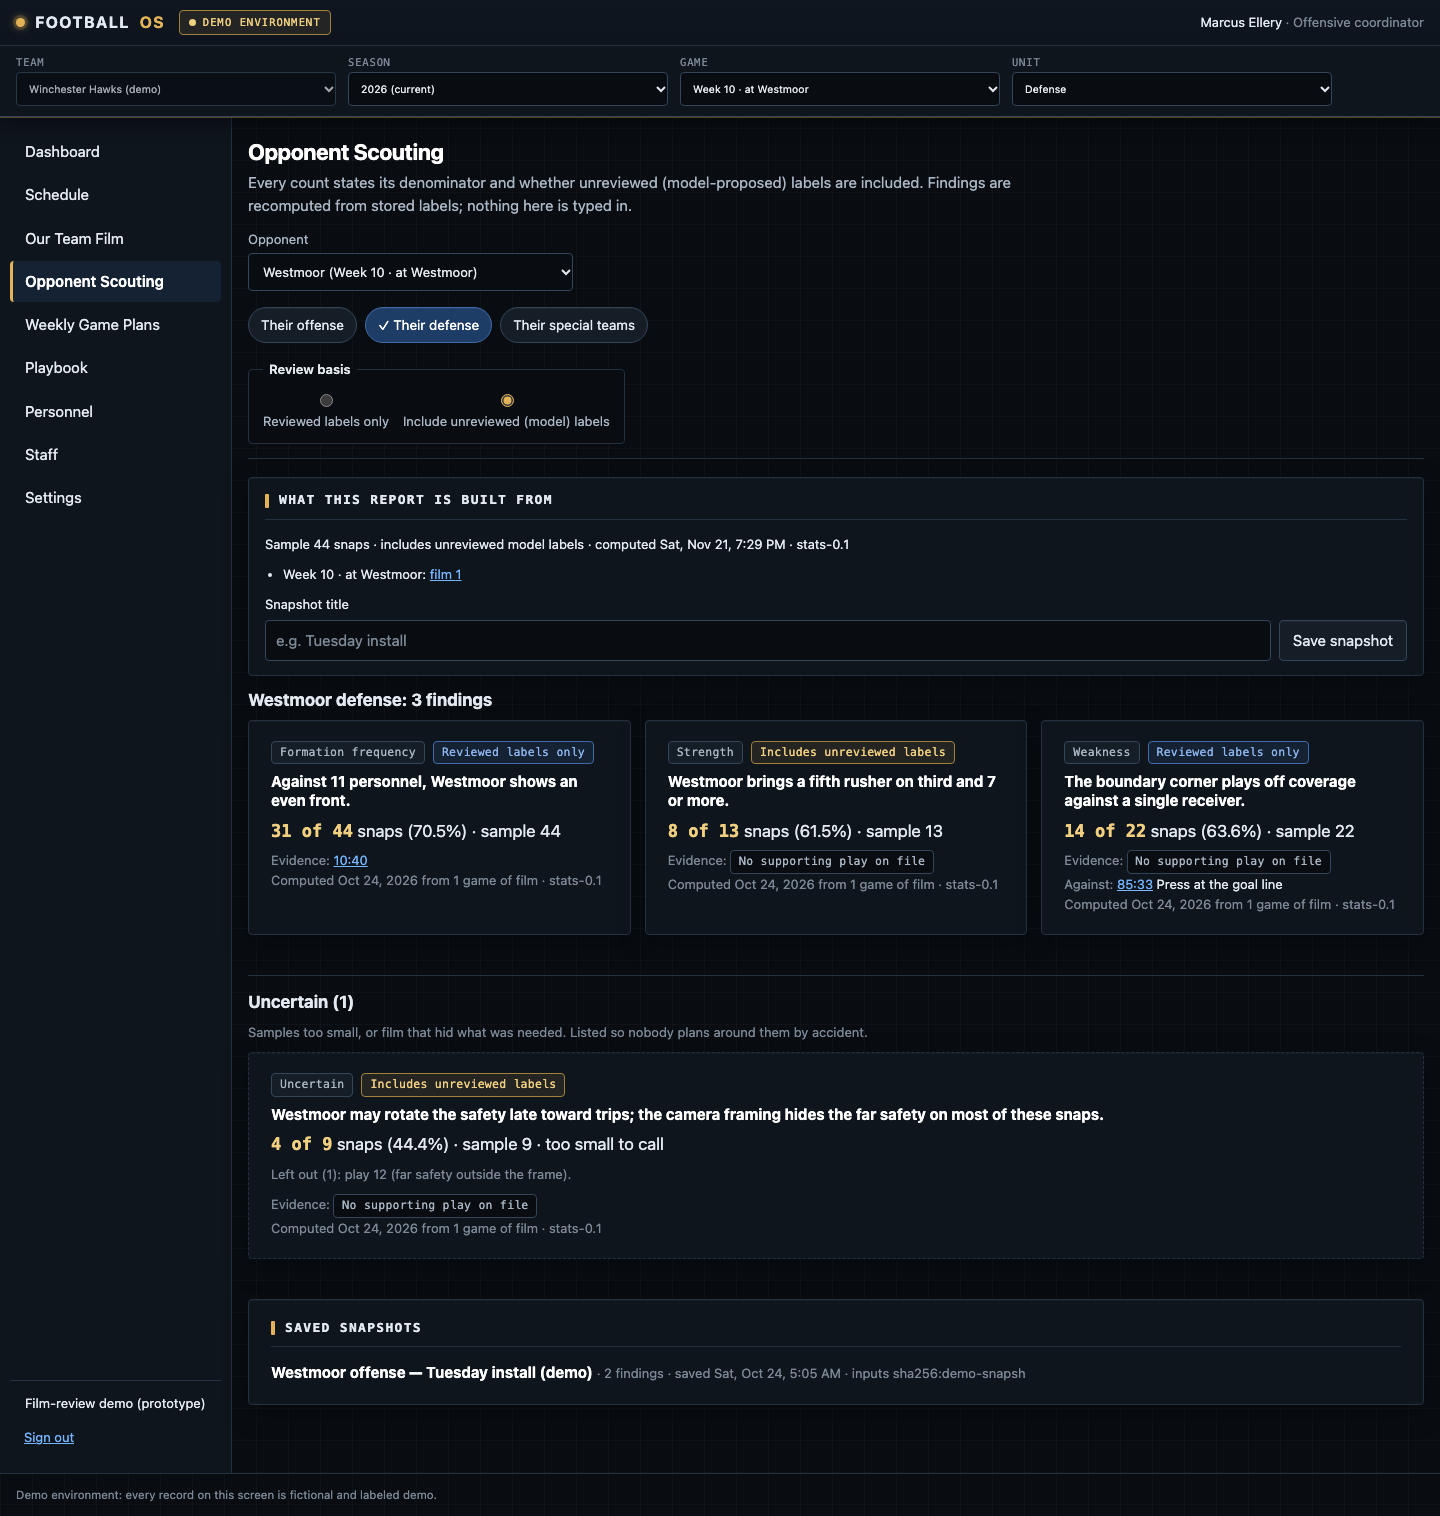 FOOTBALL OS
DEMO ENVIRONMENT
Marcus Ellery · Offensive coordinator
TEAM
Winchester Hawks (demo)
SEASON
2026 (current)
GAME
Week 10 · at Westmoor
UNIT
Defense
Dashboard
Schedule
Our Team Film
Opponent Scouting
Weekly Game Plans
Playbook
Personnel
Staff
Settings
Film-review demo (prototype)
Sign out
Opponent Scouting
Every count states its denominator and whether unreviewed (model-proposed) labels are included. Findings are
recomputed from stored labels; nothing here is typed in.
Opponent
Westmoor (Week 10 · at Westmoor)
Their offense
✓ Their defense
Their special teams
Review basis
Reviewed labels only
Include unreviewed (model) labels
WHAT THIS REPORT IS BUILT FROM
Sample 44 snaps · includes unreviewed model labels · computed Sat, Nov 21, 7:29 PM · stats-0.1
• Week 10 · at Westmoor: film 1
Snapshot title
e.g. Tuesday install
Save snapshot
Westmoor defense: 3 findings
Formation frequency
Reviewed labels only
Against 11 personnel, Westmoor shows an
even front.
31 of 44 snaps (70.5%) · sample 44
Evidence: 10:40
Computed Oct 24, 2026 from 1 game of film · stats-0.1
Strength
Includes unreviewed labels
Westmoor brings a fifth rusher on third and 7
or more.
8 of 13 snaps (61.5%) · sample 13
Evidence: No supporting play on file
Computed Oct 24, 2026 from 1 game of film · stats-0.1
Weakness
Reviewed labels only
The boundary corner plays off coverage
against a single receiver.
14 of 22 snaps (63.6%) · sample 22
Evidence: No supporting play on file
Against: 85:33 Press at the goal line
Computed Oct 24, 2026 from 1 game of film · stats-0.1
Uncertain (1)
Samples too small, or film that hid what was needed. Listed so nobody plans around them by accident.
Uncertain
Includes unreviewed labels
Westmoor may rotate the safety late toward trips; the camera framing hides the far safety on most of these snaps.
4 of 9 snaps (44.4%) · sample 9 · too small to call
Left out (1): play 12 (far safety outside the frame).
Evidence: No supporting play on file
Computed Oct 24, 2026 from 1 game of film · stats-0.1
SAVED SNAPSHOTS
Westmoor offense — Tuesday install (demo) · 2 findings · saved Sat, Oct 24, 5:05 AM · inputs sha256:demo-snapsh
Demo environment: every record on this screen is fictional and labeled demo.